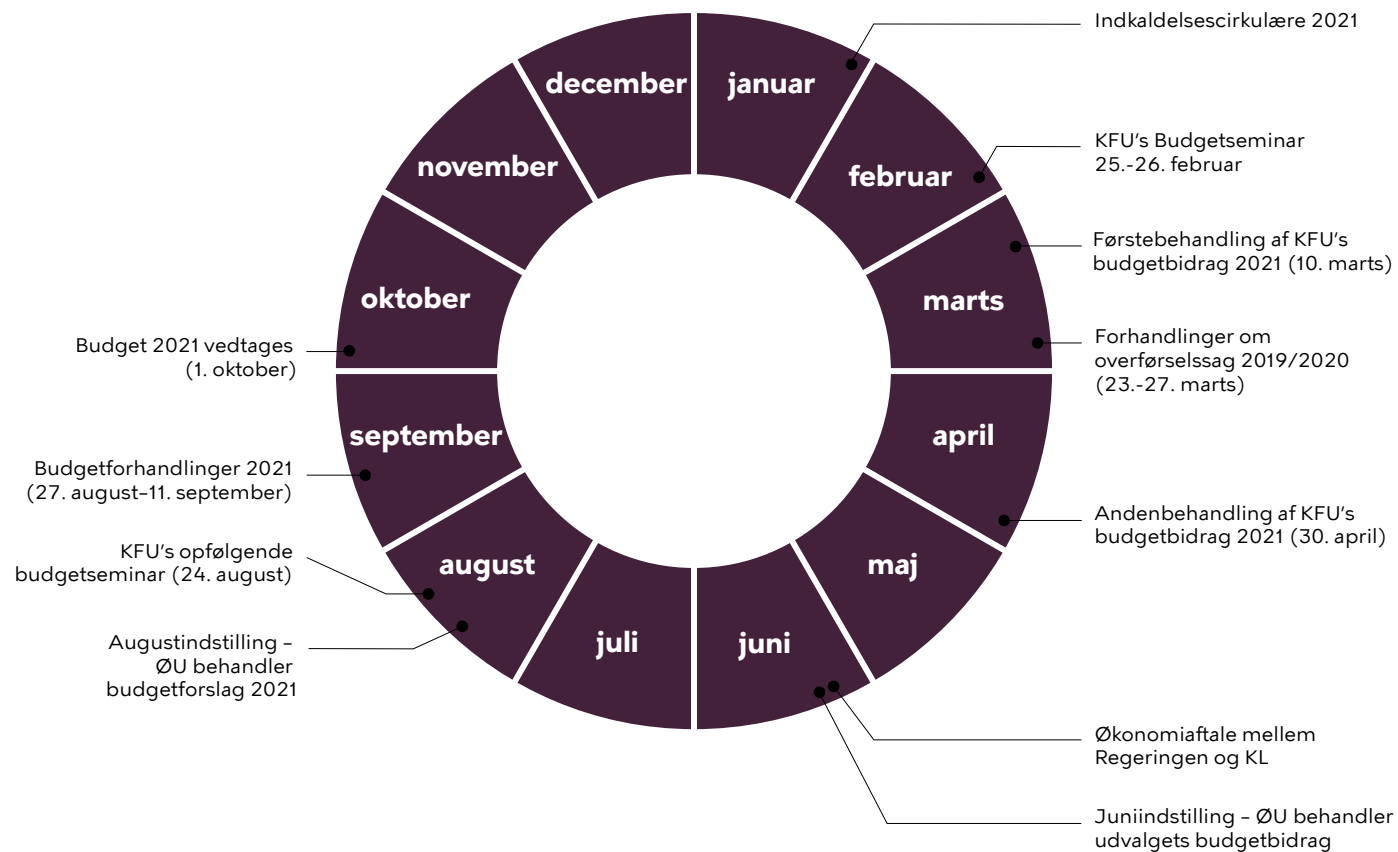 december
januar
februar
marts
april
maj
juni
juli
august
september
oktober
november
Indkaldelsescirkulære 2021
KFU's Budgetseminar
25.-26. februar
Førstebehandling af KFU's
budgetbidrag 2021 (10. marts)
Forhandlinger om
overførselssag 2019/2020
(23.-27. marts)
Andenbehandling af KFU's
budgetbidrag 2021 (30. april)
Økonomiaftale mellem
Regeringen og KL
Juniindstilling – ØU behandler
udvalgets budgetbidrag
Augustindstilling –
ØU behandler
budgetforslag 2021
KFU's opfølgende
budgetseminar (24. august)
Budgetforhandlinger 2021
(27. august–11. september)
Budget 2021 vedtages
(1. oktober)